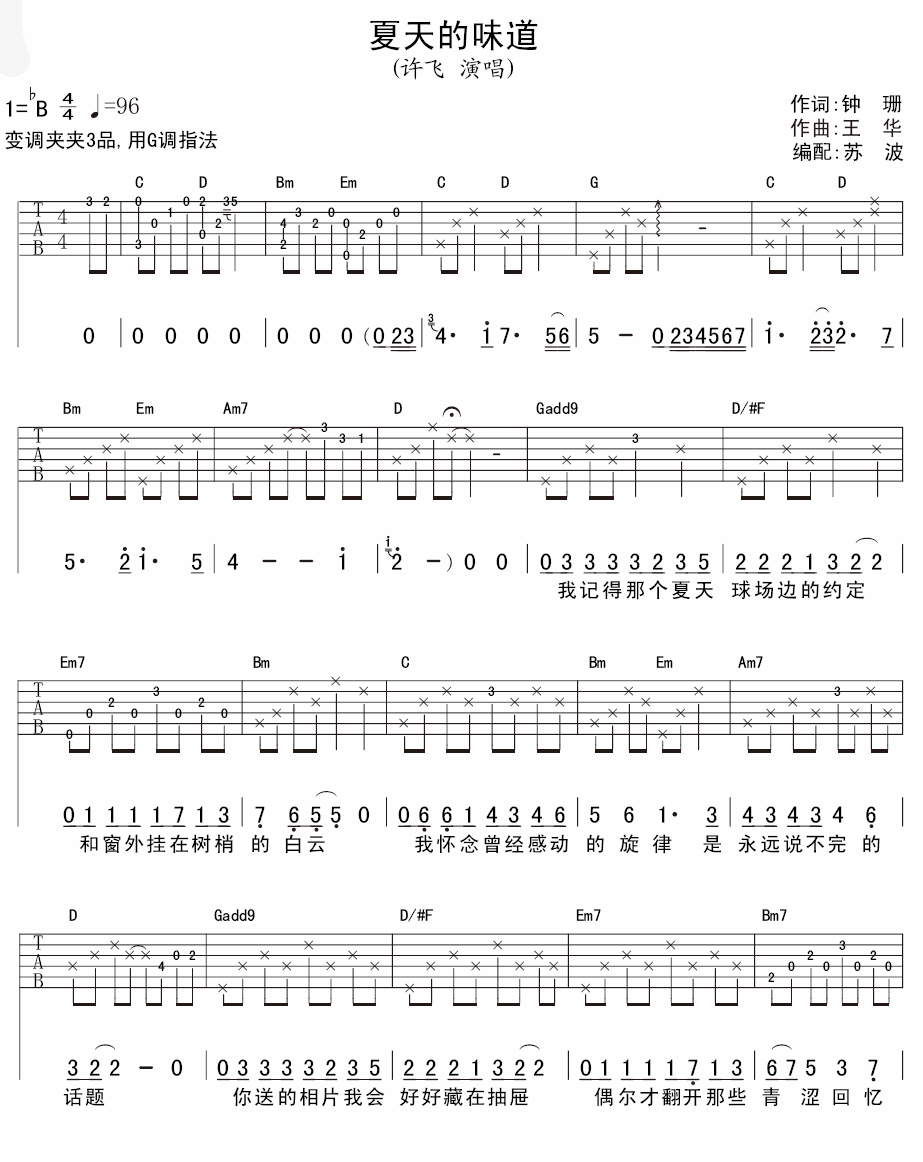 夏天的味道
(许飞 演唱)
1=♭B 4/4 ♩=96
作词:钟 珊
变调夹夹3品,用G调指法
作曲:王 华
编配:苏 波
C D Bm Em C D G C D
0 0 0 0 0 0 0 0 (0 23 4· 1 7· 56 5 - 0 234567 1· 232· 7
Bm Em Am7 D Gadd9 D/#F
5· 2 1· 5 4 - - 1 2 -) 0 0 0 3 3 3 3 2 3 5 2 2 2 1 3 2 2
我记得那个夏天 球场边的约定
Em7 Bm C Bm Em Am7
0 1 1 1 1 7 1 3 7 6 5 5 0 0 6 6 1 4 3 4 6 5 6 1· 3 4 3 4 3 4 6
和窗外挂在树梢 的 白云 我怀念曾经感动 的 旋 律 是 永远说不完 的
D Gadd9 D/#F Em7 Bm7
3 2 2 - 0 0 3 3 3 3 2 3 5 2 2 2 1 3 2 2 0 1 1 1 1 7 1 3 6 7 5 3 7
话题 你送的相片我会 好好藏在抽屉 偶尔才翻开那些 青 涩 回 忆